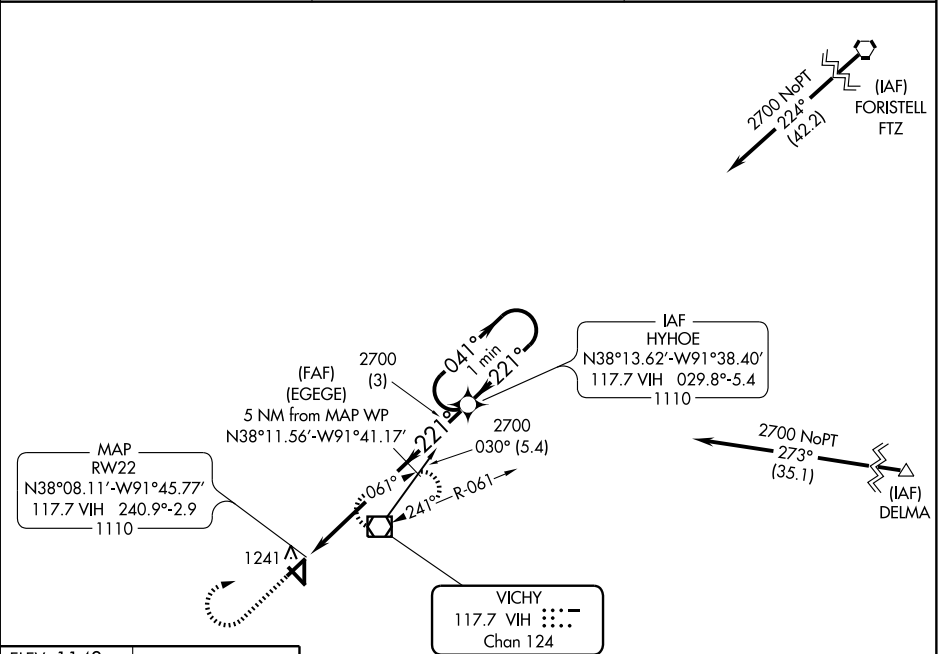 2700 NoPT
224°
(42.2)
(IAF)
FORISTELL
FTZ
041°
1 min
221°
IAF
HYHOE
N38°13.62'-W91°38.40'
117.7 VIH 029.8°-5.4
1110
2700
(3)
(FAF)
(EGEGE)
5 NM from MAP WP
N38°11.56'-W91°41.17'
221°
2700
030° (5.4)
2700 NoPT
273°
(35.1)
(IAF)
DELMA
MAP
RW22
N38°08.11'-W91°45.77'
117.7 VIH 240.9°-2.9
1110
061°
241°
R-061
1241
VICHY
117.7 VIH
Chan 124